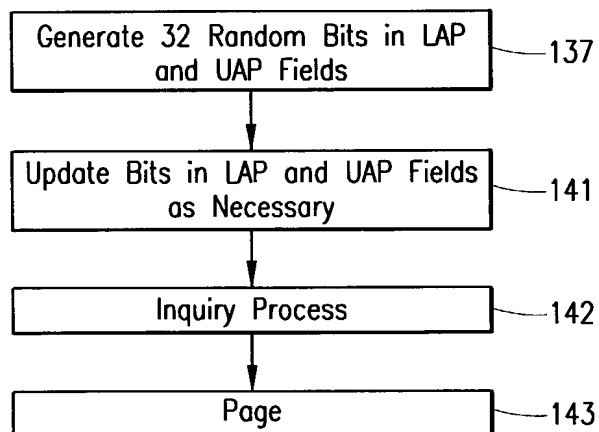 Generate 32 Random Bits in LAP
and UAP Fields
137
Update Bits in LAP and UAP Fields
as Necessary
141
Inquiry Process
142
Page
143